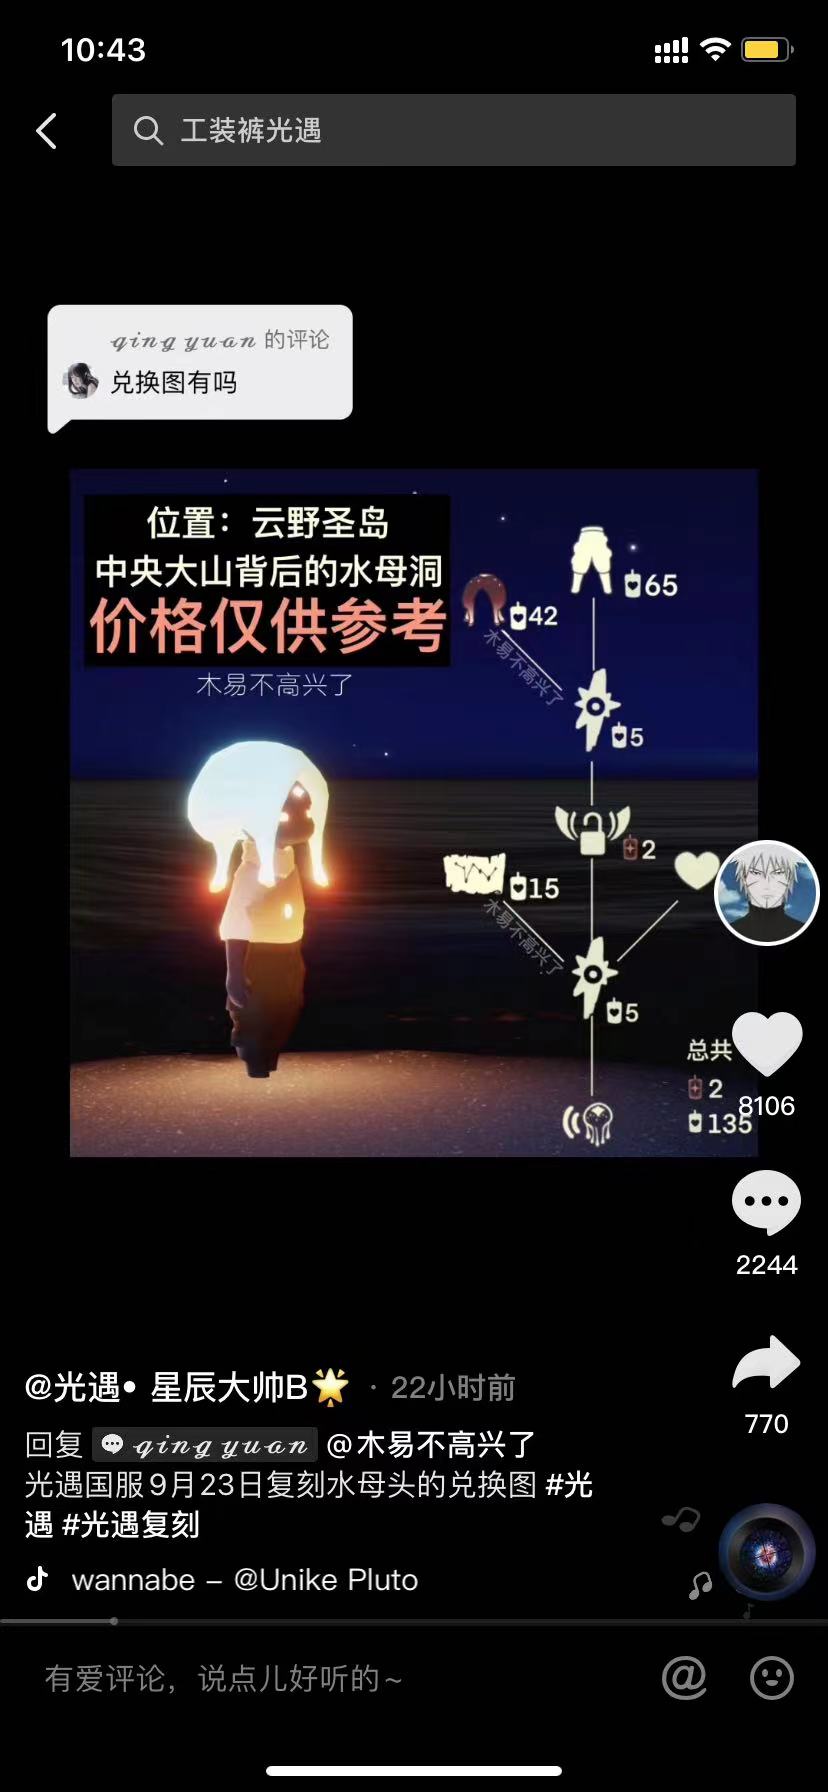 10:43
工装裤光遇
qing yuan 的评论
兑换图有吗
位置：云野圣岛
中央大山背后的水母洞
价格仅供参考
木易不高兴了
65
42
木易不高兴了
5
2
15
木易不高兴了
5
总共
2
135
8106
2244
770
@光遇• 星辰大帅B🌟 · 22小时前
回复 qing yuan @木易不高兴了
光遇国服9月23日复刻水母头的兑换图 #光
遇 #光遇复刻
wannabe – @Unike Pluto
有爱评论，说点儿好听的~
@